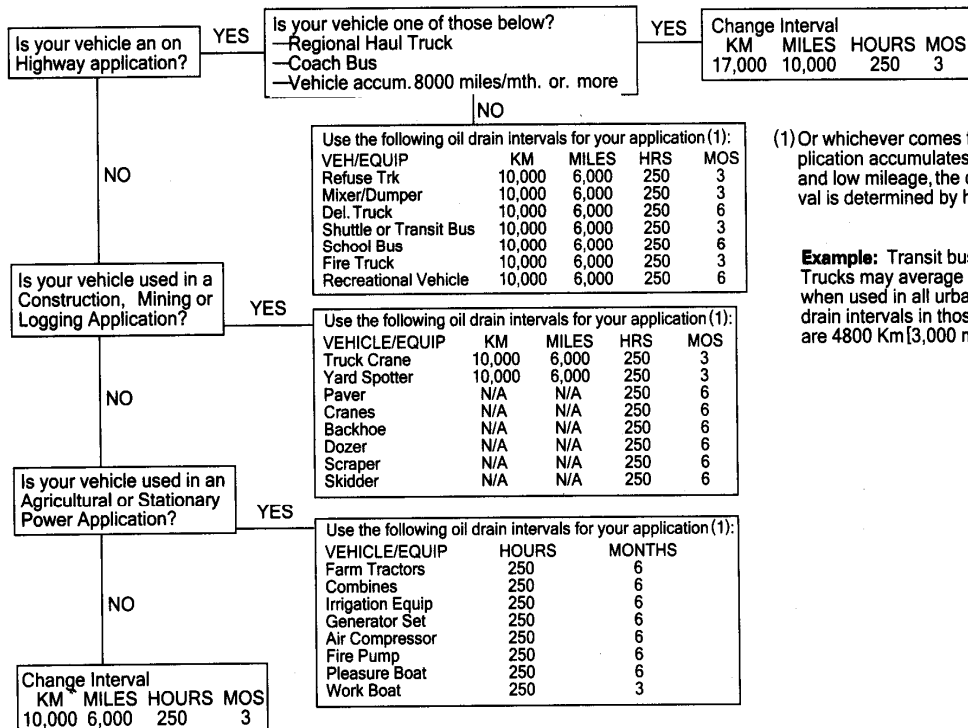 Is your vehicle an on
Highway application?
YES
Is your vehicle one of those below?
—Regional Haul Truck
—Coach Bus
—Vehicle accum. 8000 miles/mth. or. more
YES
Change Interval
KM MILES HOURS MOS
17,000 10,000 250 3
NO
NO
Use the following oil drain intervals for your application (1):
VEH/EQUIP KM MILES HRS MOS
Refuse Trk 10,000 6,000 250 3
Mixer/Dumper 10,000 6,000 250 3
Del. Truck 10,000 6,000 250 6
Shuttle or Transit Bus 10,000 6,000 250 3
School Bus 10,000 6,000 250 6
Fire Truck 10,000 6,000 250 3
Recreational Vehicle 10,000 6,000 250 6
(1) Or whichever comes
plication accumulates
and low mileage, the
val is determined by
Example: Transit
Trucks may average
when used in all
drain intervals in
are 4800 Km [3,000
Is your vehicle used in a
Construction, Mining or
Logging Application?
YES
Use the following oil drain intervals for your application (1):
VEHICLE/EQUIP KM MILES HRS MOS
Truck Crane 10,000 6,000 250 3
Yard Spotter 10,000 6,000 250 3
Paver N/A N/A 250 6
Cranes N/A N/A 250 6
Backhoe N/A N/A 250 6
Dozer N/A N/A 250 6
Scraper N/A N/A 250 6
Skidder N/A N/A 250 6
NO
Is your vehicle used in an
Agricultural or Stationary
Power Application?
YES
Use the following oil drain intervals for your application (1):
VEHICLE/EQUIP HOURS MONTHS
Farm Tractors 250 6
Combines 250 6
Irrigation Equip 250 6
Generator Set 250 6
Air Compressor 250 6
Fire Pump 250 6
Pleasure Boat 250 6
Work Boat 250 3
NO
Change Interval
KM MILES HOURS MOS
10,000 6,000 250 3